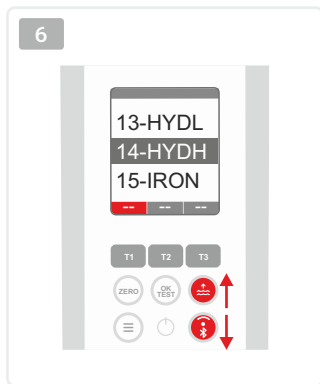 6
13-HYDL
14-HYDH
15-IRON
-- -- --
T1 T2 T3
ZERO OK TEST